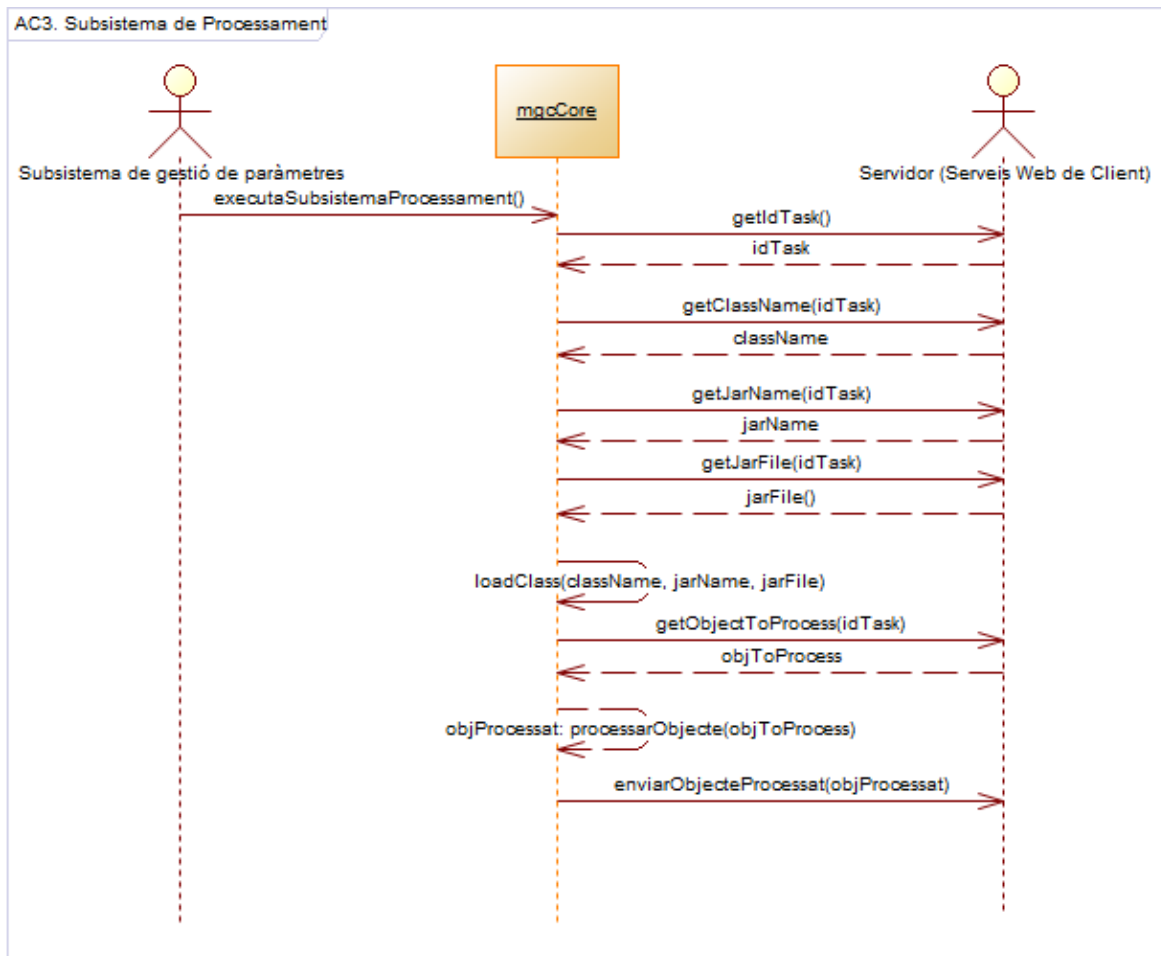 AC3. Subsistema de Processament
mgcCore
Subsistema de gestió de paràmetres
Servidor (Serveis Web de Client)
executaSubsistemaProcessament()
getIdTask()
idTask
getClassName(idTask)
className
getJarName(idTask)
jarName
getJarFile(idTask)
jarFile()
loadClass(className, jarName, jarFile)
getObjectToProcess(idTask)
objToProcess
objProcessat: processarObjecte(objToProcess)
enviarObjecteProcessat(objProcessat)